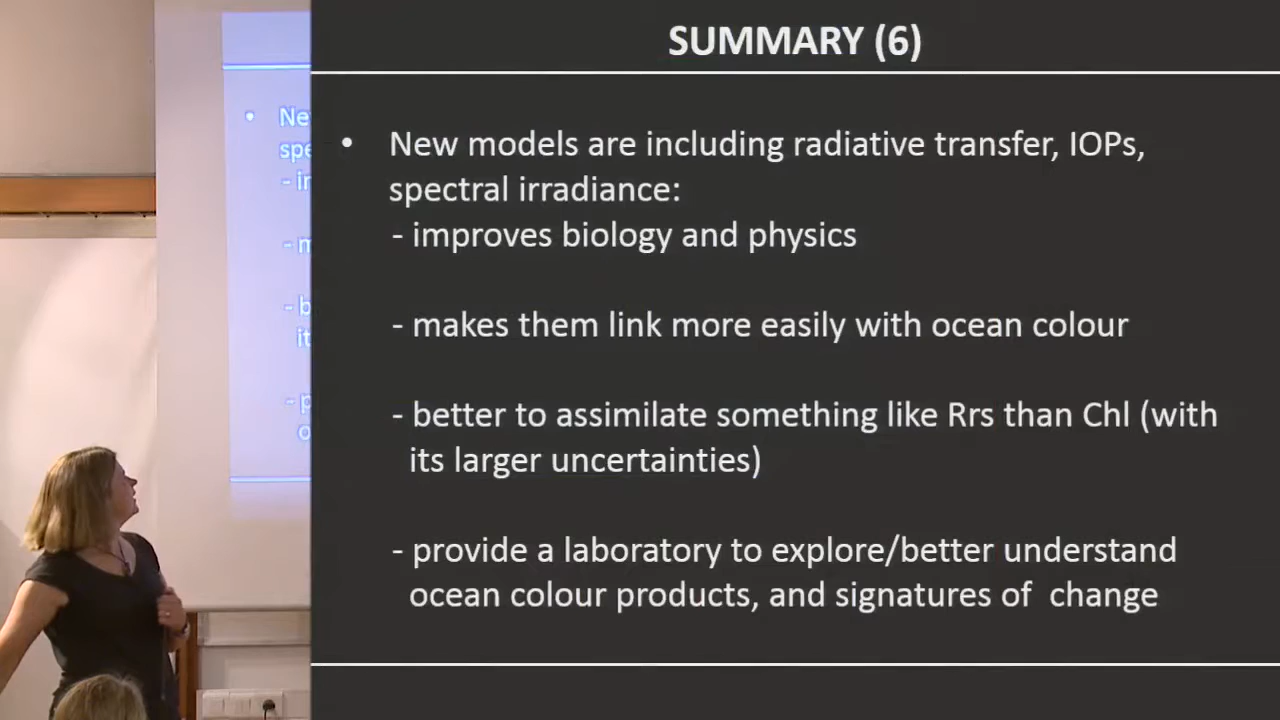 SUMMARY (6)
• New models are including radiative transfer, IOPs,
spectral irradiance:
- improves biology and physics
- makes them link more easily with ocean colour
- better to assimilate something like Rrs than Chl (with
its larger uncertainties)
- provide a laboratory to explore/better understand
ocean colour products, and signatures of change